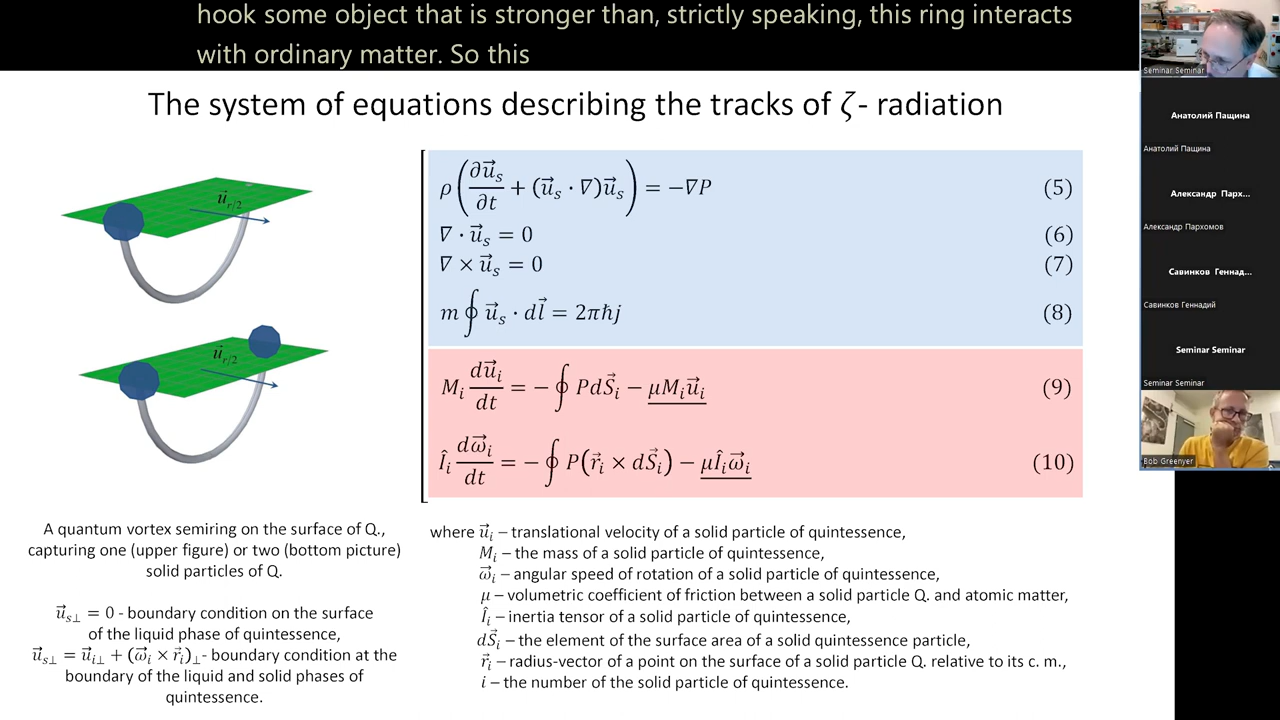 hook some object that is stronger than, strictly speaking, this ring interacts
with ordinary matter. So this
The system of equations describing the tracks of ζ - radiation
u⃗ᵣ/₂
u⃗ᵣ/₂
ρ(∂u⃗ₛ/∂t + (u⃗ₛ · ∇)u⃗ₛ) = −∇P (5)
∇ · u⃗ₛ = 0 (6)
∇ × u⃗ₛ = 0 (7)
m∮u⃗ₛ · dl⃗ = 2πħj (8)
Mᵢ du⃗ᵢ/dt = −∮PdS⃗ᵢ − μMᵢu⃗ᵢ (9)
Îᵢ dω⃗ᵢ/dt = −∮P(r⃗ᵢ × dS⃗ᵢ) − μÎᵢω⃗ᵢ (10)
A quantum vortex semiring on the surface of Q.,
capturing one (upper figure) or two (bottom picture)
solid particles of Q.
u⃗ₛ⊥ = 0 - boundary condition on the surface
of the liquid phase of quintessence,
u⃗ₛ⊥ = u⃗ᵢ⊥ + (ω⃗ᵢ × r⃗ᵢ)⊥- boundary condition at the
boundary of the liquid and solid phases of
quintessence.
where u⃗ᵢ – translational velocity of a solid particle of quintessence,
Mᵢ – the mass of a solid particle of quintessence,
ω⃗ᵢ – angular speed of rotation of a solid particle of quintessence,
μ – volumetric coefficient of friction between a solid particle Q. and atomic matter,
Îᵢ – inertia tensor of a solid particle of quintessence,
dS⃗ᵢ – the element of the surface area of a solid quintessence particle,
r⃗ᵢ – radius-vector of a point on the surface of a solid particle Q. relative to its c. m.,
i – the number of the solid particle of quintessence.
Seminar Seminar
Анатолий Пащина
Анатолий Пащина
Александр Парх...
Александр Пархомов
Савинков Геннад...
Савинков Геннадий
Seminar Seminar
Seminar Seminar
Bob Greenyer